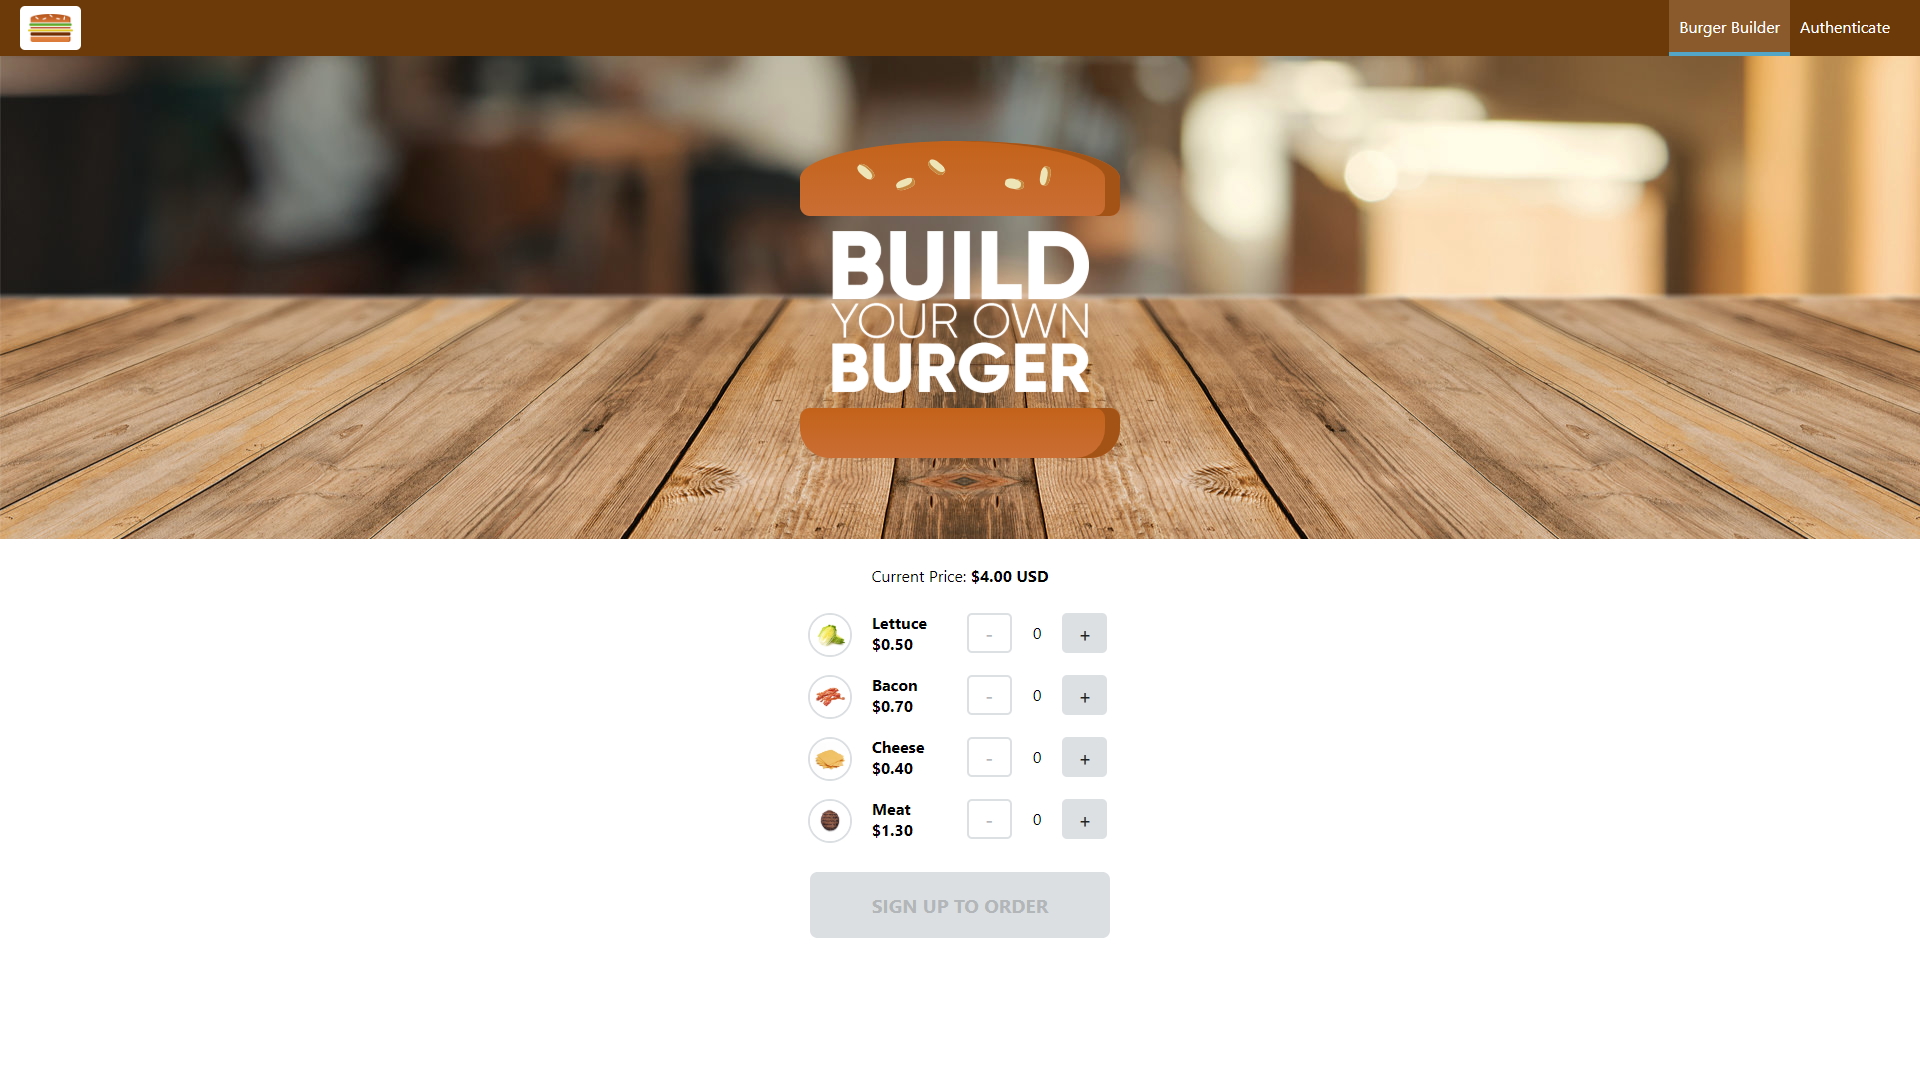 Burger Builder Authenticate
BUILD
YOUR OWN
BURGER
Current Price: $4.00 USD
Lettuce
$0.50
- 0 +
Bacon
$0.70
- 0 +
Cheese
$0.40
- 0 +
Meat
$1.30
- 0 +
SIGN UP TO ORDER